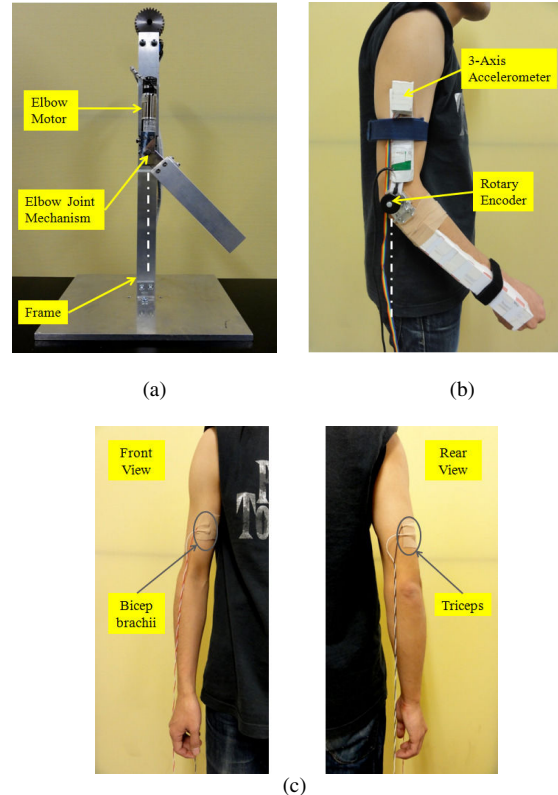 Elbow
Motor
Elbow Joint
Mechanism
Frame
(a)
3-Axis
Accelerometer
Rotary
Encoder
(b)
Front
View
Bicep
brachii
Rear
View
Triceps
(c)